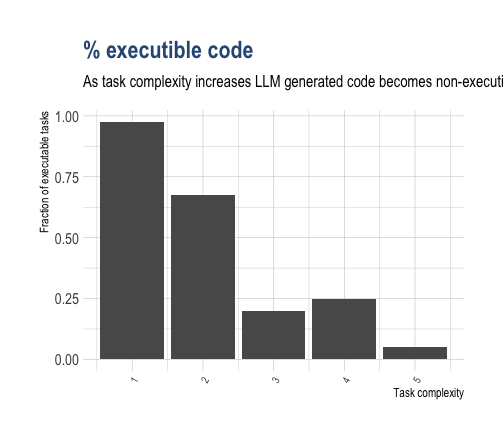 % executible code
As task complexity increases LLM generated code becomes non-executi
Fraction of executable tasks
1.00
0.75
0.50
0.25
0.00
1
2
3
4
5
Task complexity